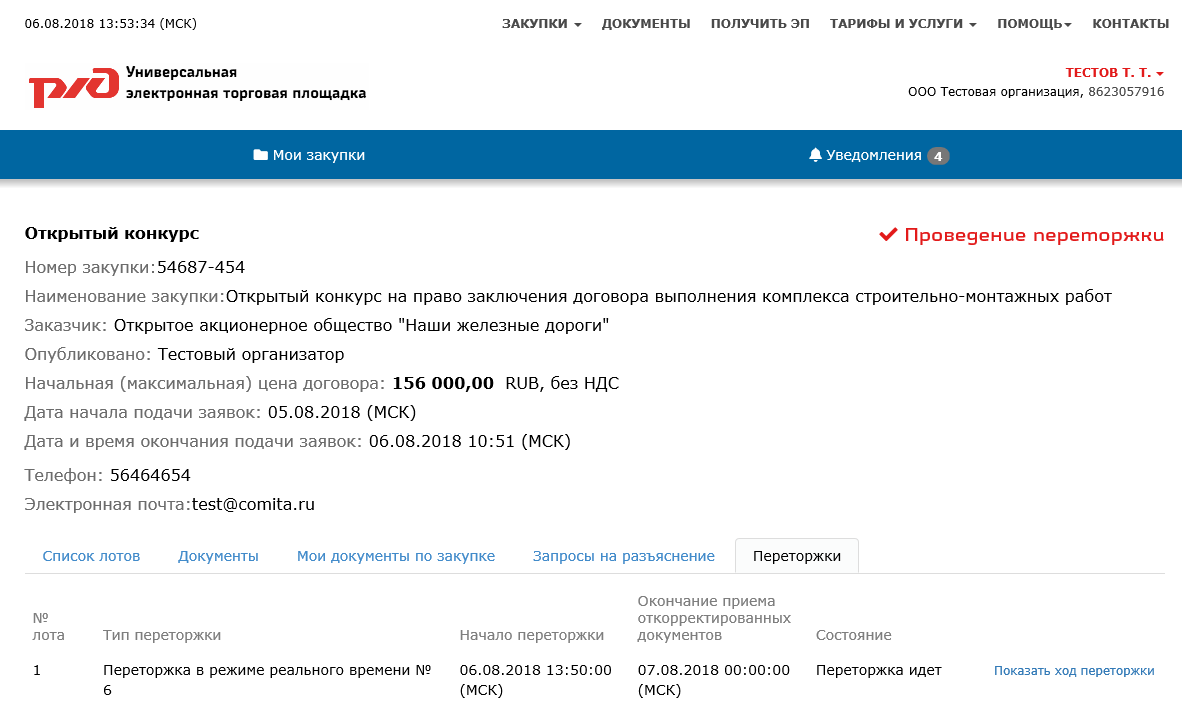 06.08.2018 13:53:34 (МСК)
ЗАКУПКИ ДОКУМЕНТЫ ПОЛУЧИТЬ ЭП ТАРИФЫ И УСЛУГИ ПОМОЩЬ КОНТАКТЫ
ржд Универсальная
электронная торговая площадка
ТЕСТОВ Т. Т.
ООО Тестовая организация, 8623057916
Мои закупки
Уведомления 4
Открытый конкурс
Проведение переторжки
Номер закупки:54687-454
Наименование закупки:Открытый конкурс на право заключения договора выполнения комплекса строительно-монтажных работ
Заказчик: Открытое акционерное общество "Наши железные дороги"
Опубликовано: Тестовый организатор
Начальная (максимальная) цена договора: 156 000,00 RUB, без НДС
Дата начала подачи заявок: 05.08.2018 (МСК)
Дата и время окончания подачи заявок: 06.08.2018 10:51 (МСК)
Телефон: 56464654
Электронная почта:test@comita.ru
Список лотов Документы Мои документы по закупке Запросы на разъяснение Переторжки
№
лота
Тип переторжки
Начало переторжки
Окончание приема
откорректированных
документов
Состояние
1
Переторжка в режиме реального времени №
6
06.08.2018 13:50:00
(МСК)
07.08.2018 00:00:00
(МСК)
Переторжка идет
Показать ход переторжки